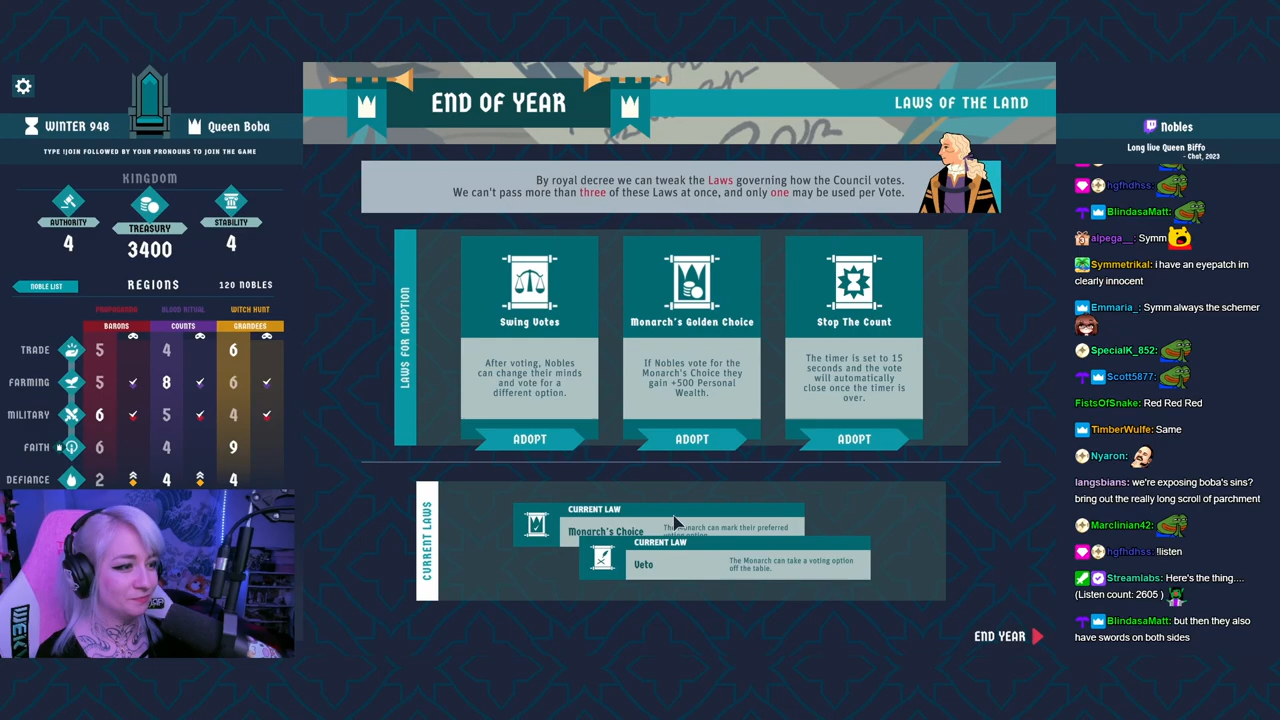 WINTER 948
Queen Boba
TYPE !JOIN FOLLOWED BY YOUR PRONOUNS TO JOIN THE GAME
KINGDOM
AUTHORITY
TREASURY
STABILITY
4
3400
4
NOBLE LIST
REGIONS
120 NOBLES
PROPAGANDA
BLOOD RITUAL
WITCH HUNT
BARONS
COUNTS
GRANDEES
TRADE 5 4 6
FARMING 5 8 6
MILITARY 6 5 4
FAITH 6 4 9
DEFIANCE 2 4 4
END OF YEAR
LAWS OF THE LAND
By royal decree we can tweak the Laws governing how the Council votes.
We can't pass more than three of these Laws at once, and only one may be used per Vote.
LAWS FOR ADOPTION
Swing Votes
After voting, Nobles
can change their minds
and vote for a
different option.
ADOPT
Monarch's Golden Choice
If Nobles vote for the
Monarch's Choice they
gain +500 Personal
Wealth.
ADOPT
Stop The Count
The timer is set to 15
seconds and the vote
will automatically
close once the timer is
over.
ADOPT
CURRENT LAWS
CURRENT LAW
Monarch's Choice
The Monarch can mark their preferred
CURRENT LAW
Veto
The Monarch can take a voting option
off the table.
END YEAR
Nobles
Long live Queen Biffo
- Chat, 2023
hgfhdhss:
BlindasaMatt:
aipega__: Symm
Symmetrikal: i have an eyepatch im
clearly innocent
Emmaria_: Symm always the schemer
SpecialK_852:
Scott5877:
FistsOfSnake: Red Red Red
TimberWulfe: Same
Nyaron:
langsbians: we're exposing boba's sins?
bring out the really long scroll of parchment
Marclinian42:
hgfhdhss: !listen
Streamlabs: Here's the thing....
(Listen count: 2605 )
BlindasaMatt: but then they also
have swords on both sides